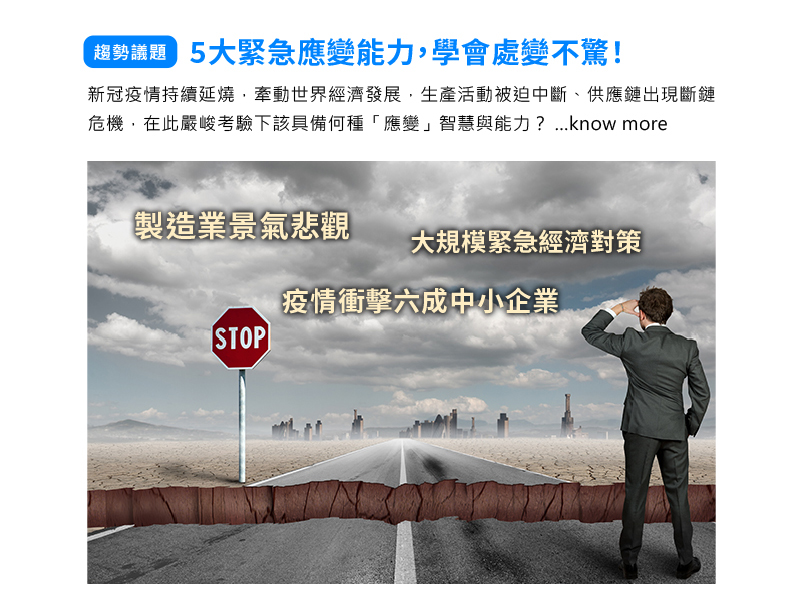 趨勢議題 5大緊急應變能力，學會處變不驚！
新冠疫情持續延燒，牽動世界經濟發展，生產活動被迫中斷、供應鏈出現斷鏈
危機，在此嚴峻考驗下該具備何種「應變」智慧與能力？ ...know more
製造業景氣悲觀
大規模緊急經濟對策
疫情衝擊六成中小企業
STOP